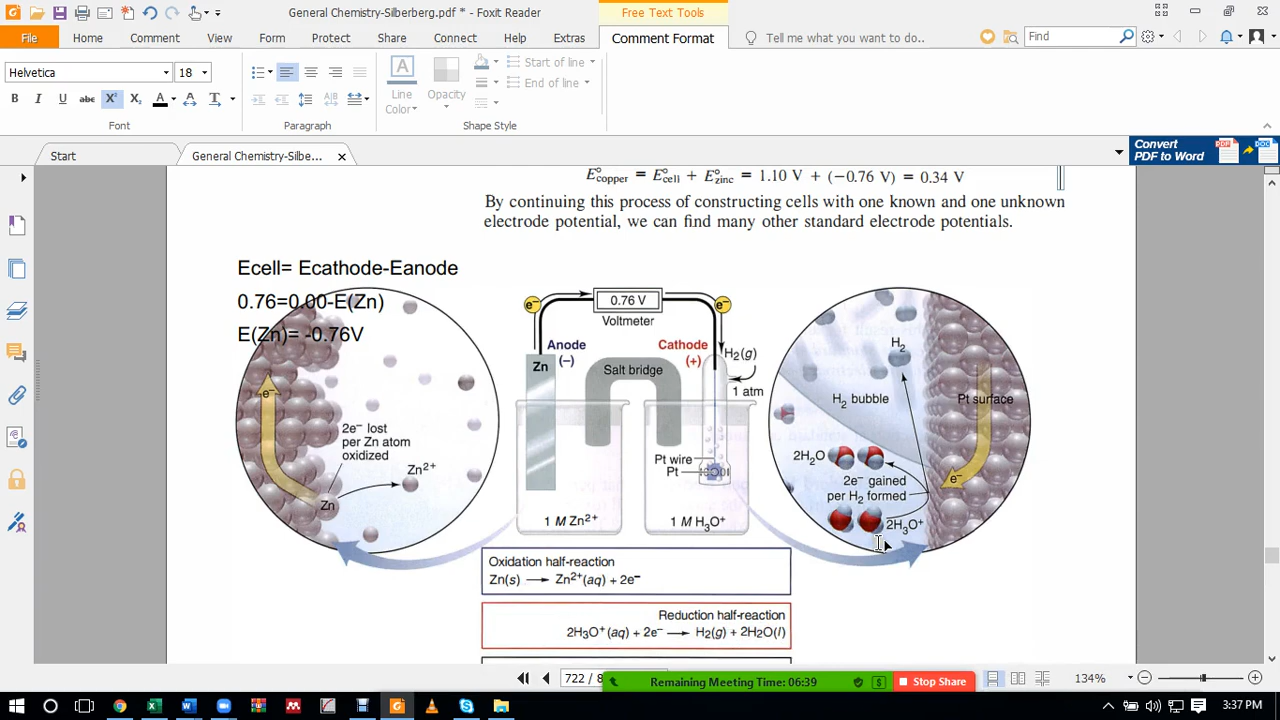 General Chemistry-Silberberg.pdf * - Foxit Reader
Free Text Tools
File Home Comment View Form Protect Share Connect Help Extras Comment Format Tell me what you want to do.. Find
Helvetica 18
B I U abc X² X₂ A A T
Line Color
Opacity
Start of line
End of line
Font Paragraph Shape Style
Start
General Chemistry-Silbe...
Convert
PDF to Word
E°copper = E°cell + E°zinc = 1.10 V + (−0.76 V) = 0.34 V
By continuing this process of constructing cells with one known and one unknown
electrode potential, we can find many other standard electrode potentials.
Ecell= Ecathode-Eanode
0.76=0.00-E(Zn)
E(Zn)= -0.76V
e−
0.76 V
e−
Voltmeter
Anode
(−)
Cathode
(+)
H2(g)
Zn
Salt bridge
1 atm
Pt wire
Pt
1 M Zn2+
1 M H3O+
e−
2e− lost
per Zn atom
oxidized
Zn2+
Zn
H2
H2 bubble
Pt surface
2H2O
2e− gained
per H2 formed
e−
2H3O+
Oxidation half-reaction
Zn(s) → Zn2+(aq) + 2e−
Reduction half-reaction
2H3O+(aq) + 2e− → H2(g) + 2H2O(l)
722 / 8
Remaining Meeting Time: 06:39
Stop Share
134%
3:37 PM